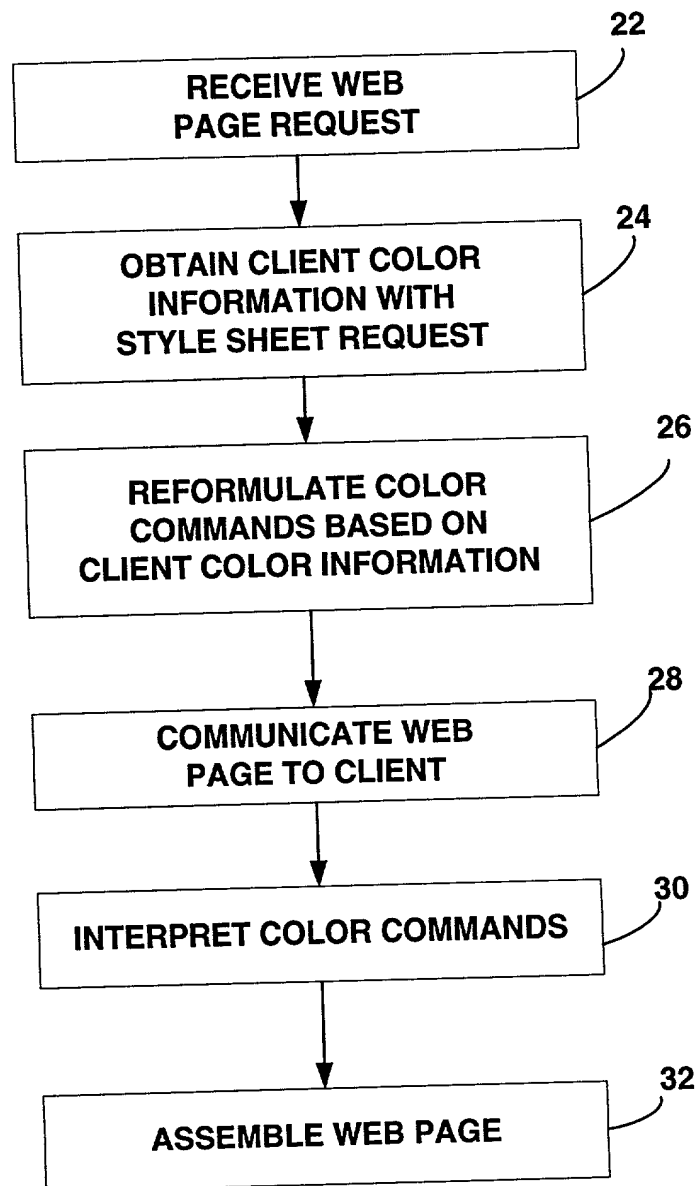 22
RECEIVE WEB
PAGE REQUEST
24
OBTAIN CLIENT COLOR
INFORMATION WITH
STYLE SHEET REQUEST
26
REFORMULATE COLOR
COMMANDS BASED ON
CLIENT COLOR INFORMATION
28
COMMUNICATE WEB
PAGE TO CLIENT
30
INTERPRET COLOR COMMANDS
32
ASSEMBLE WEB PAGE